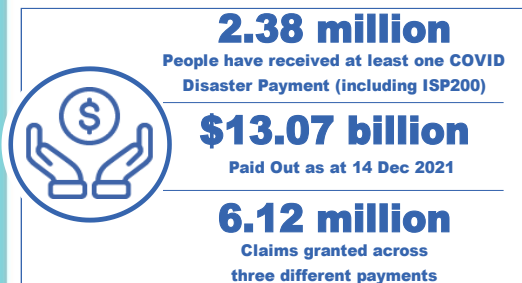 2.38 million
People have received at least one COVID
Disaster Payment (including ISP200)
$
$13.07 billion
Paid Out as at 14 Dec 2021
6.12 million
Claims granted across
three different payments